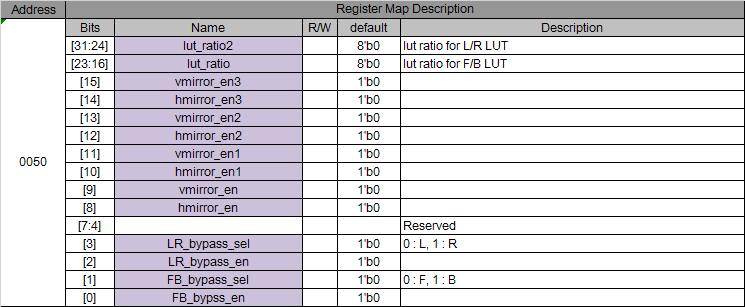 Address Register Map Description
Bits Name R/W default Description
0050
[31:24] lut_ratio2 8'b0 lut ratio for L/R LUT
[23:16] lut_ratio 8'b0 lut ratio for F/B LUT
[15] vmirror_en3 1'b0
[14] hmirror_en3 1'b0
[13] vmirror_en2 1'b0
[12] hmirror_en2 1'b0
[11] vmirror_en1 1'b0
[10] hmirror_en1 1'b0
[9] vmirror_en 1'b0
[8] hmirror_en 1'b0
[7:4] Reserved
[3] LR_bypass_sel 1'b0 0 : L, 1 : R
[2] LR_bypass_en 1'b0
[1] FB_bypass_sel 1'b0 0 : F, 1 : B
[0] FB_bypss_en 1'b0